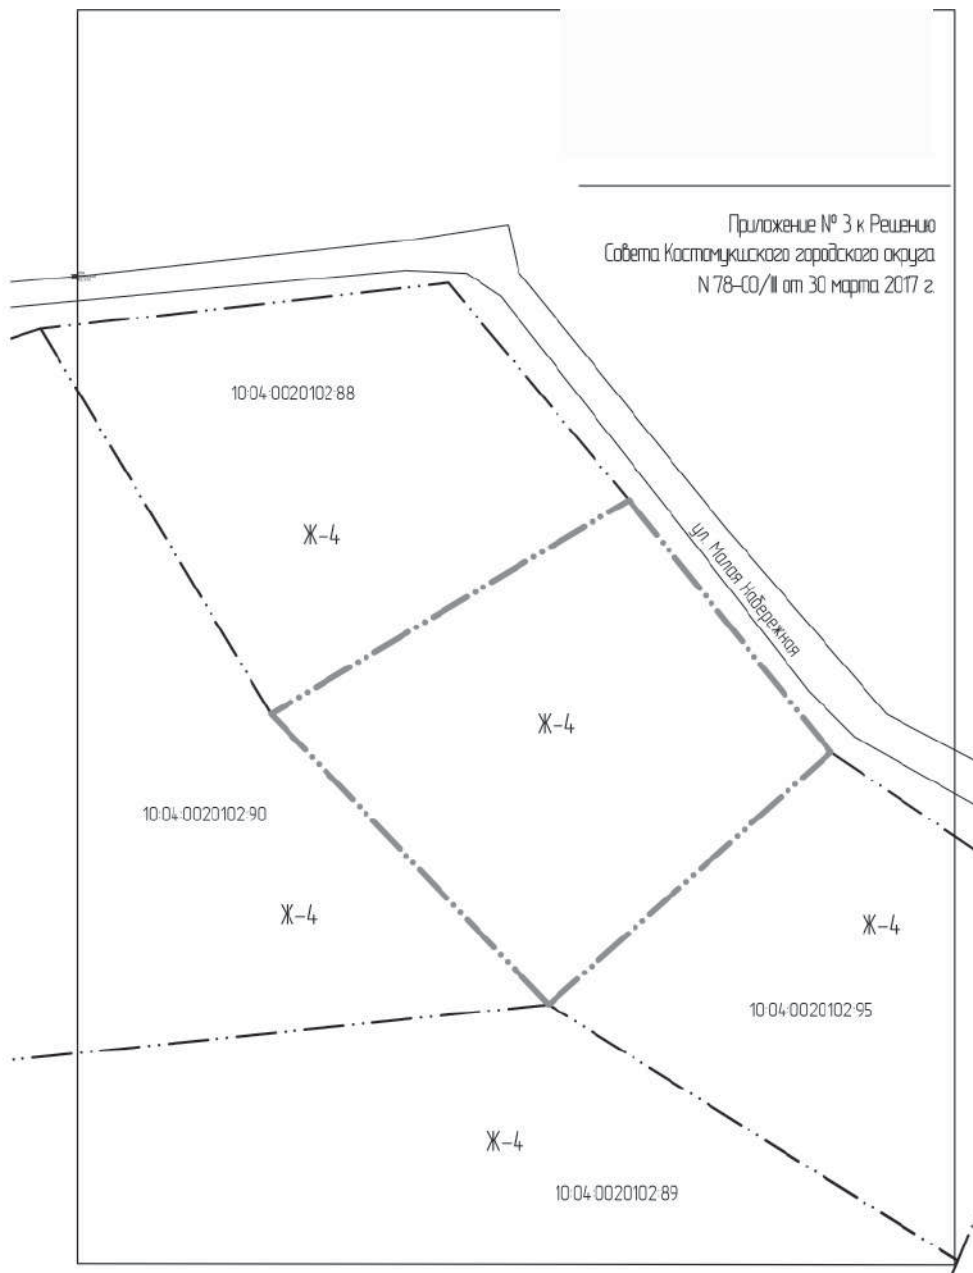 Приложение № 3 к Решению
Совета Костомукшского городского округа
N 78-СО/III от 30 марта 2017 г.
10:04:0020102:88
Ж-4
ул. Малая Набережная
Ж-4
10:04:0020102:90
Ж-4
Ж-4
10:04:0020102:95
Ж-4
10:04:0020102:89